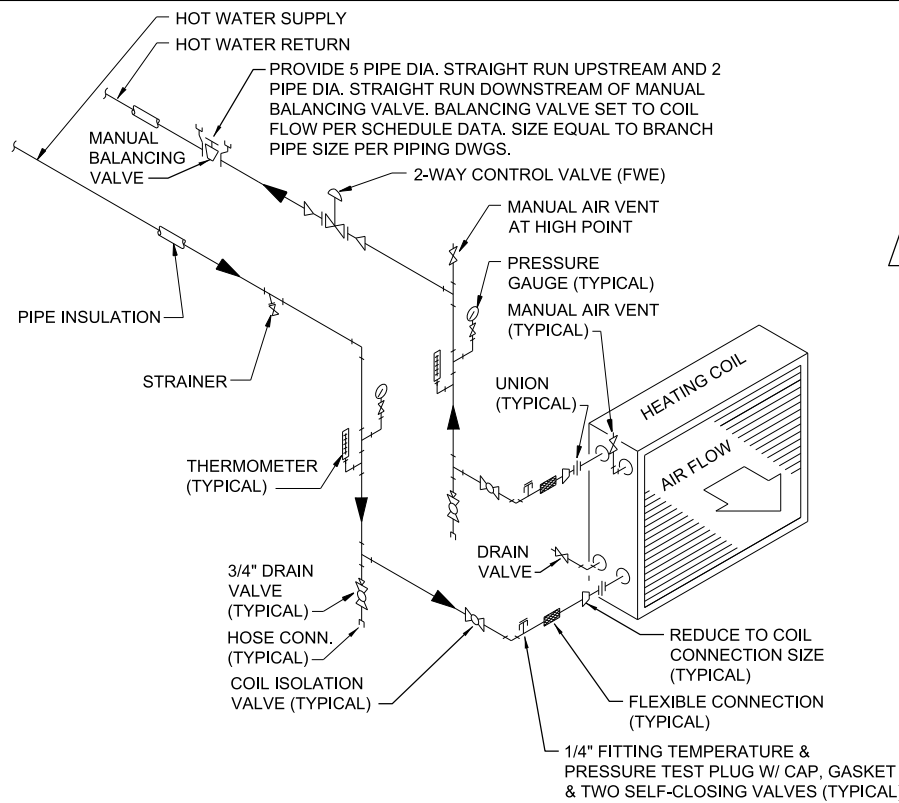 HOT WATER SUPPLY
HOT WATER RETURN
PROVIDE 5 PIPE DIA. STRAIGHT RUN UPSTREAM AND 2
PIPE DIA. STRAIGHT RUN DOWNSTREAM OF MANUAL
BALANCING VALVE. BALANCING VALVE SET TO COIL
FLOW PER SCHEDULE DATA. SIZE EQUAL TO BRANCH
PIPE SIZE PER PIPING DWGS.
MANUAL
BALANCING
VALVE
2-WAY CONTROL VALVE (FWE)
MANUAL AIR VENT
AT HIGH POINT
PRESSURE
GAUGE (TYPICAL)
MANUAL AIR VENT
(TYPICAL)
PIPE INSULATION
STRAINER
UNION
(TYPICAL)
HEATING COIL
AIR FLOW
THERMOMETER
(TYPICAL)
DRAIN
VALVE
3/4" DRAIN
VALVE
(TYPICAL)
HOSE CONN.
(TYPICAL)
COIL ISOLATION
VALVE (TYPICAL)
REDUCE TO COIL
CONNECTION SIZE
(TYPICAL)
FLEXIBLE CONNECTION
(TYPICAL)
1/4" FITTING TEMPERATURE &
PRESSURE TEST PLUG W/ CAP, GASKET
& TWO SELF-CLOSING VALVES (TYPICAL)